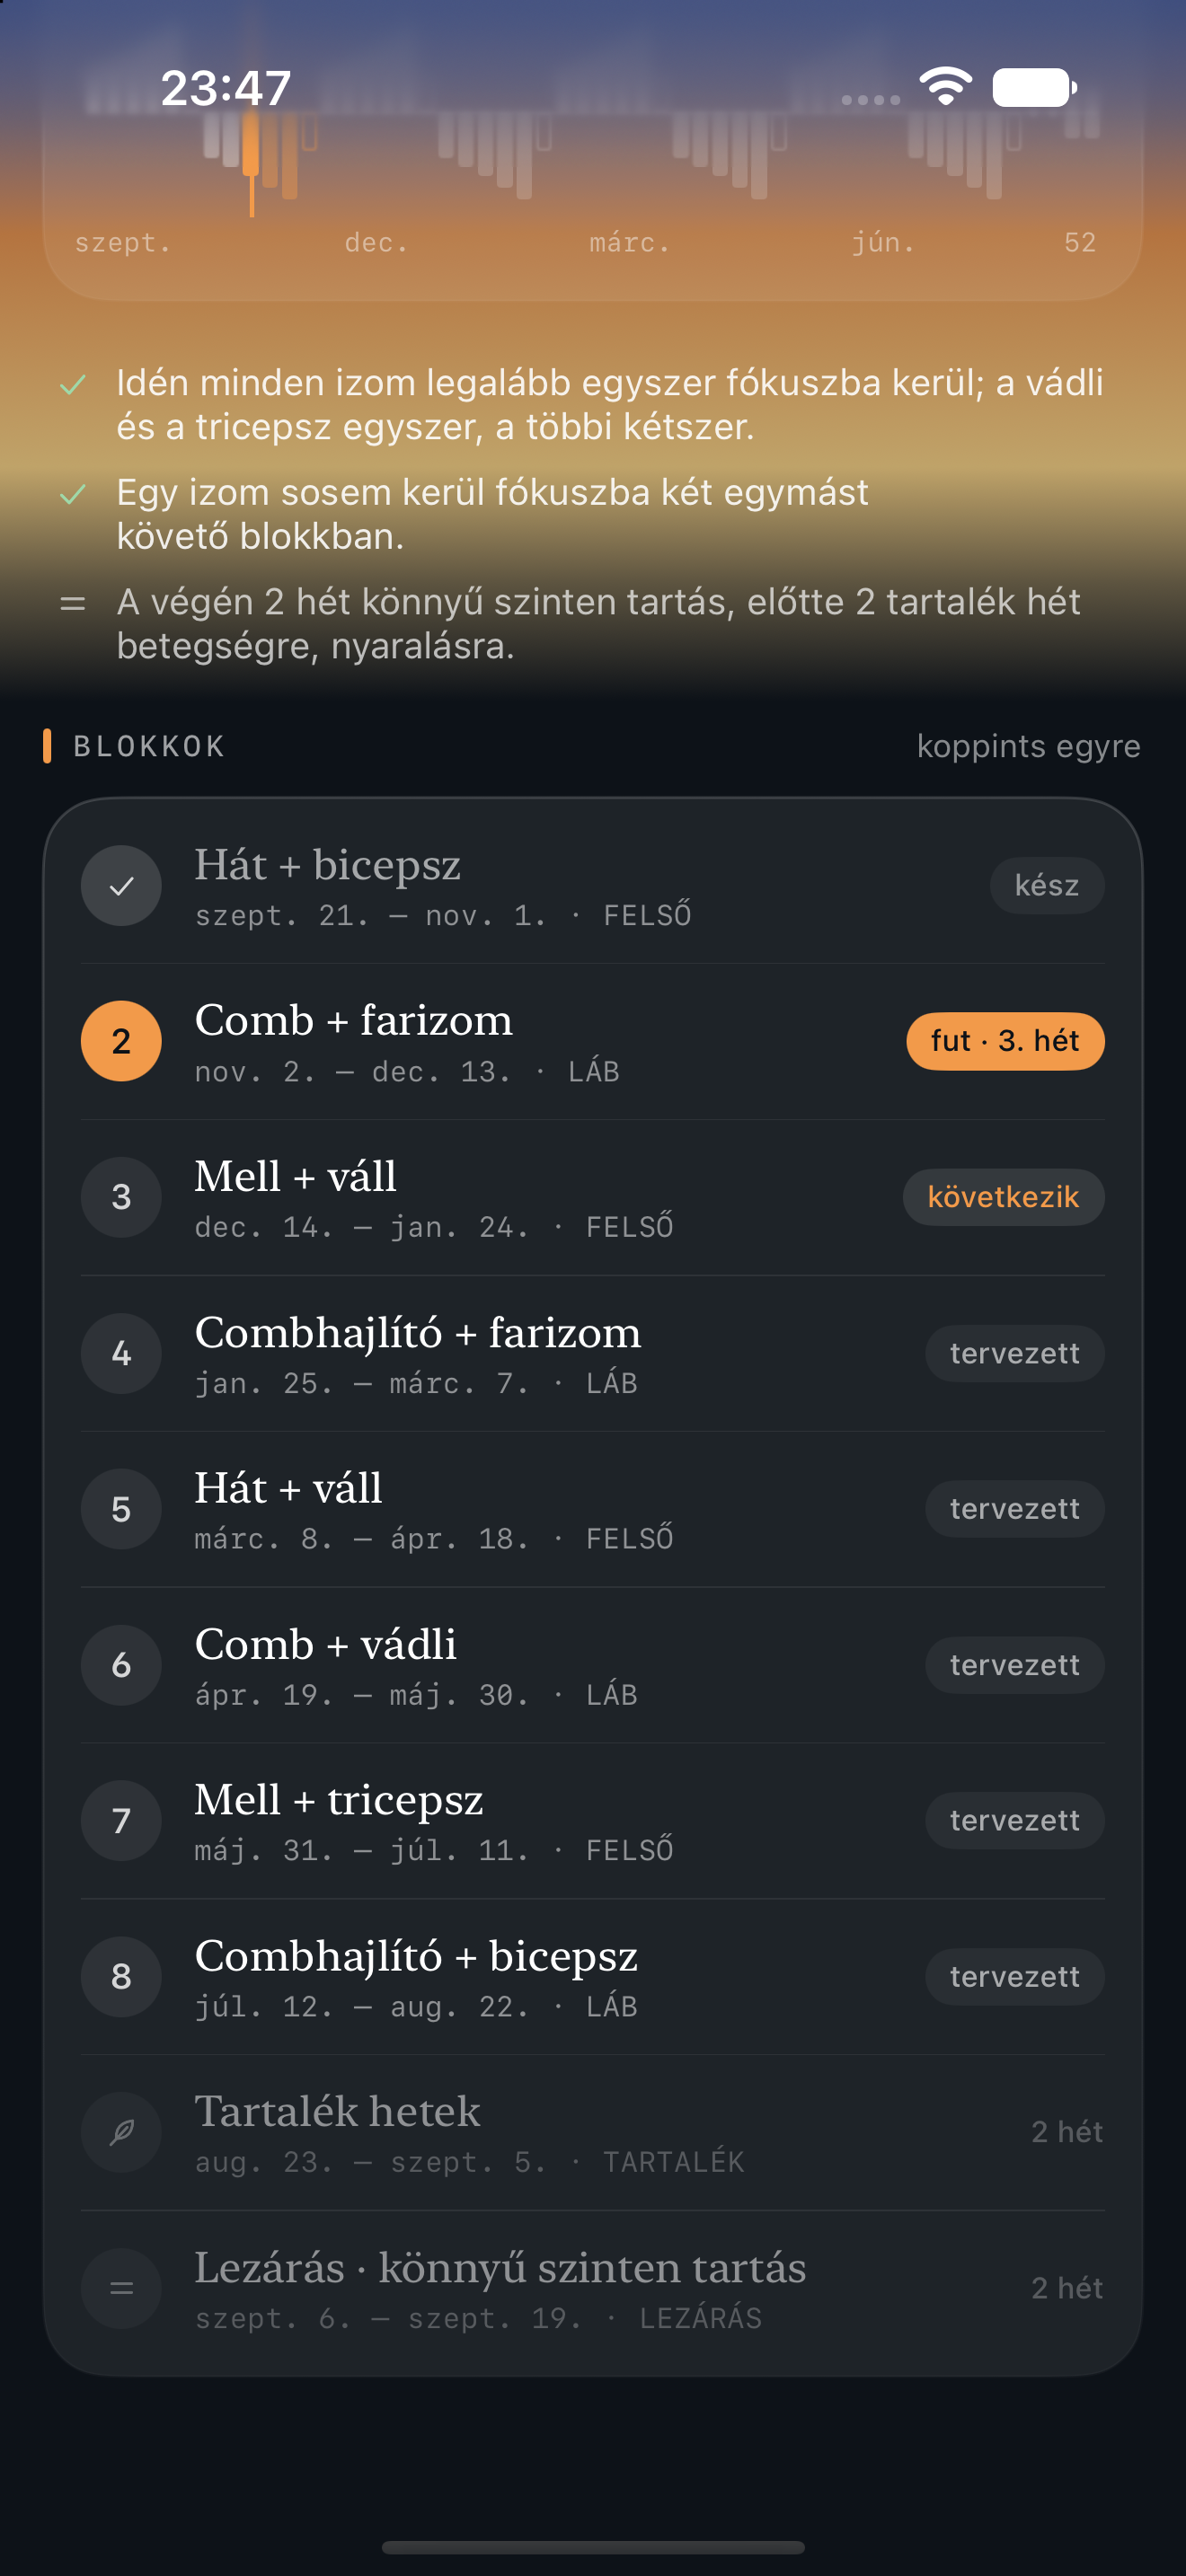 23:47
szept. dec. márc. jún. 52
Idén minden izom legalább egyszer fókuszba kerül; a vádli
és a tricepsz egyszer, a többi kétszer.
Egy izom sosem kerül fókuszba két egymást
követő blokkban.
A végén 2 hét könnyű szinten tartás, előtte 2 tartalék hét
betegségre, nyaralásra.
BLOKKOK koppints egyre
Hát + bicepsz
szept. 21. – nov. 1. · FELSŐ
kész
2
Comb + farizom
nov. 2. – dec. 13. · LÁB
fut · 3. hét
3
Mell + váll
dec. 14. – jan. 24. · FELSŐ
következik
4
Combhajlító + farizom
jan. 25. – márc. 7. · LÁB
tervezett
5
Hát + váll
márc. 8. – ápr. 18. · FELSŐ
tervezett
6
Comb + vádli
ápr. 19. – máj. 30. · LÁB
tervezett
7
Mell + tricepsz
máj. 31. – júl. 11. · FELSŐ
tervezett
8
Combhajlító + bicepsz
júl. 12. – aug. 22. · LÁB
tervezett
Tartalék hetek
aug. 23. – szept. 5. · TARTALÉK
2 hét
Lezárás · könnyű szinten tartás
szept. 6. – szept. 19. · LEZÁRÁS
2 hét